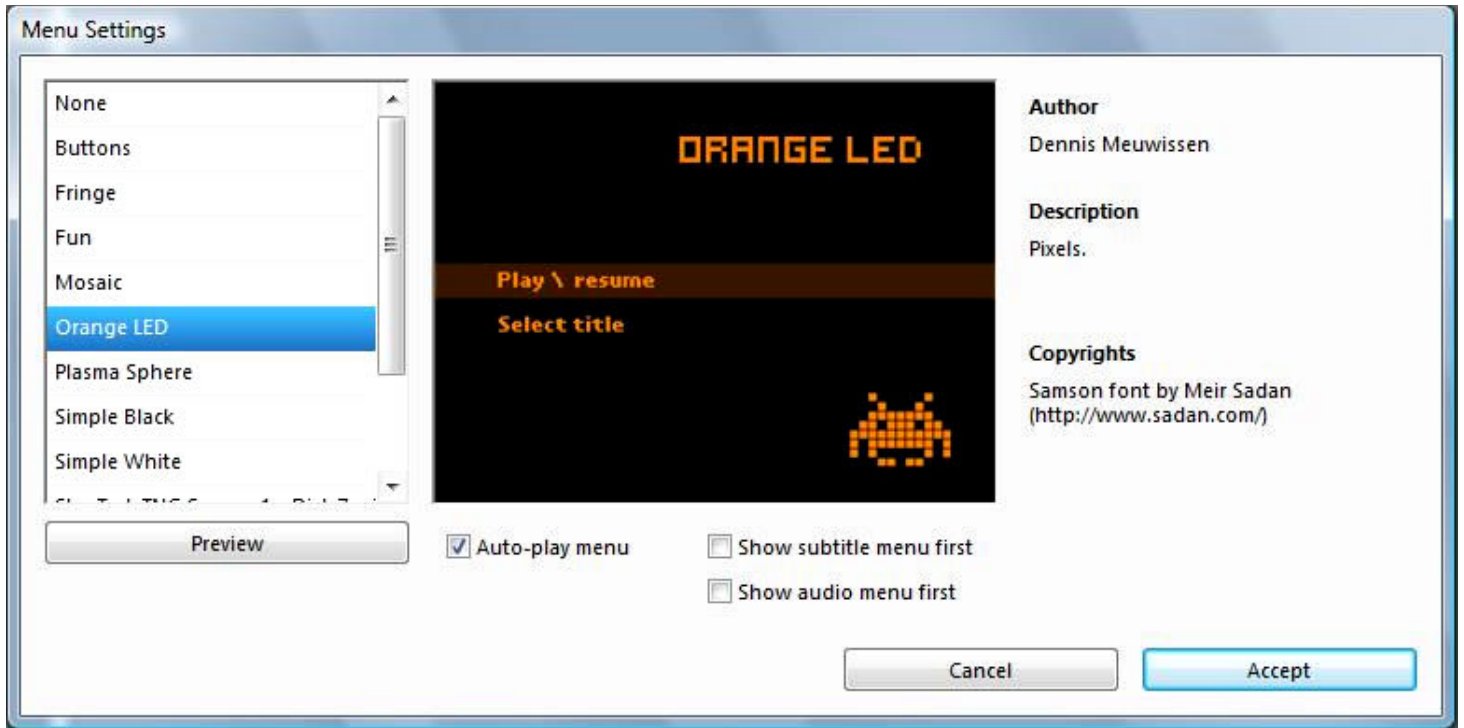 Menu Settings
None
Buttons
Fringe
Fun
Mosaic
Orange LED
Plasma Sphere
Simple Black
Simple White
Preview
ORANGE LED
Play \ resume
Select title
Auto-play menu
Show subtitle menu first
Show audio menu first
Author
Dennis Meuwissen
Description
Pixels.
Copyrights
Samson font by Meir Sadan
(http://www.sadan.com/)
Cancel
Accept